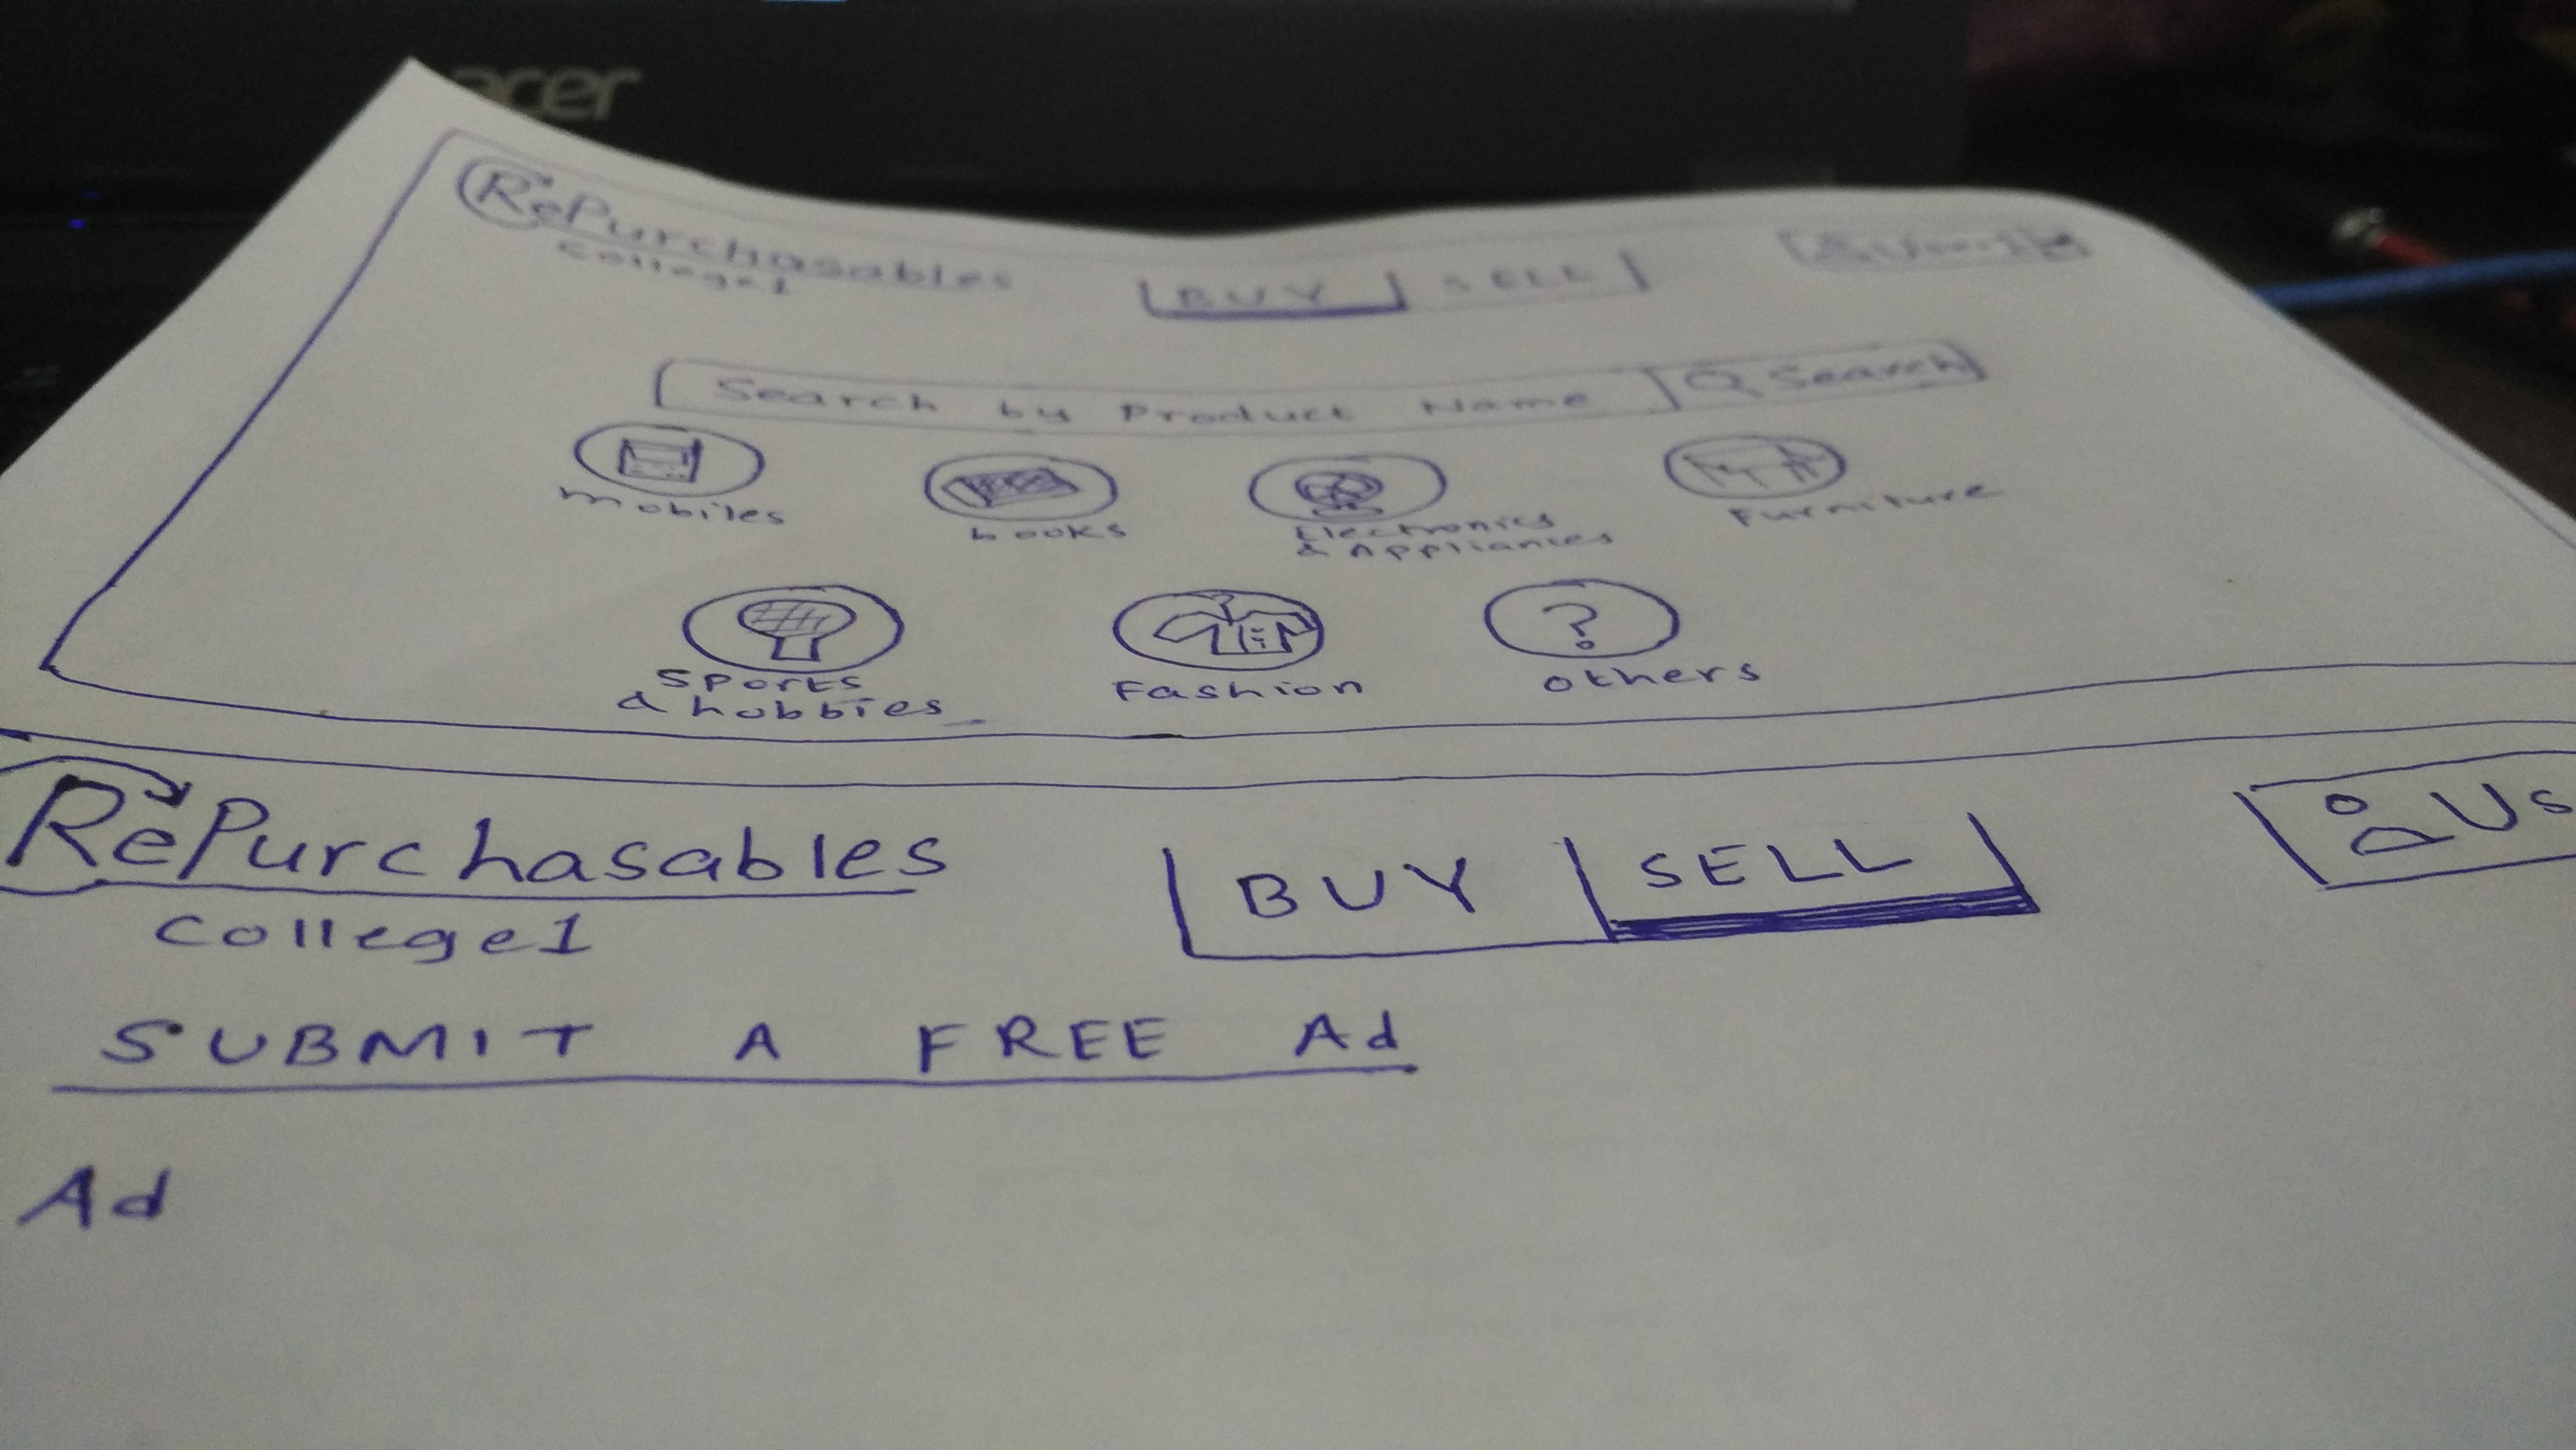 acer
RePurchasables
College1
BUY SELL
Search by Product Name Search
mobiles
books
Electronics
& Appliances
Furniture
Sports
& hobbies
Fashion
?
others
RePurchasables
College1
BUY SELL
Us
SUBMIT A FREE Ad
Ad